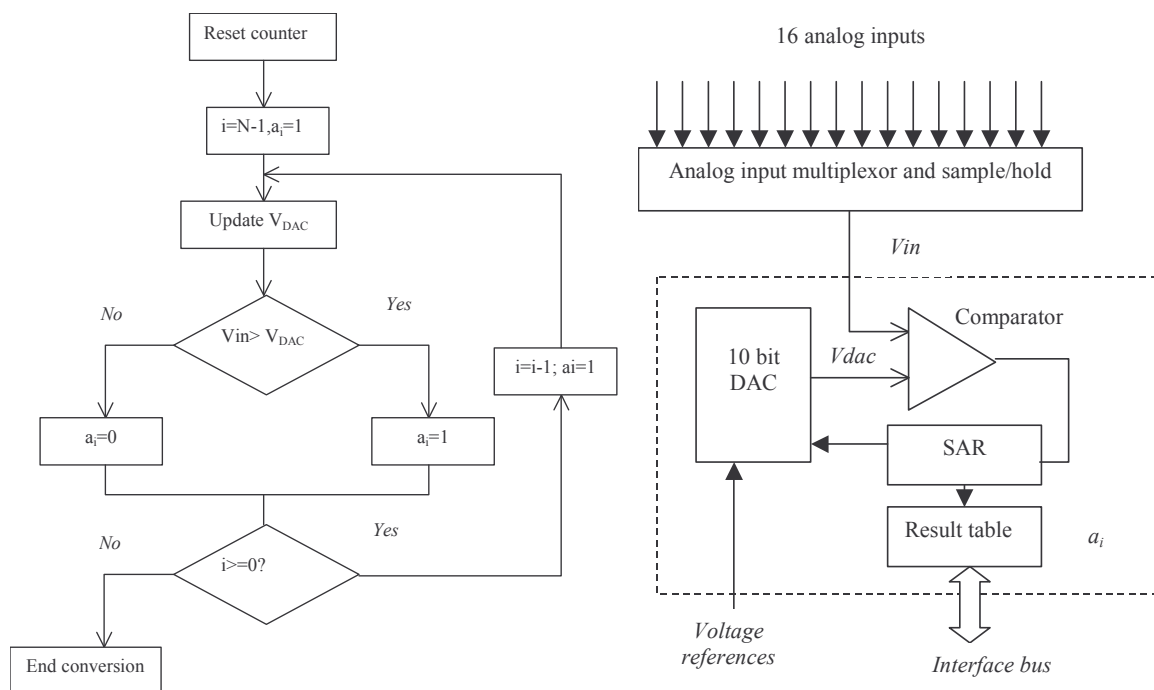 Reset counter
i=N-1,aᵢ=1
Update V_DAC
No
Yes
Vin> V_DAC
i=i-1; ai=1
aᵢ=0
aᵢ=1
No
Yes
i>=0?
End conversion
16 analog inputs
Analog input multiplexor and sample/hold
Vin
Comparator
10 bit
DAC
Vdac
SAR
Result table
aᵢ
Voltage
references
Interface bus